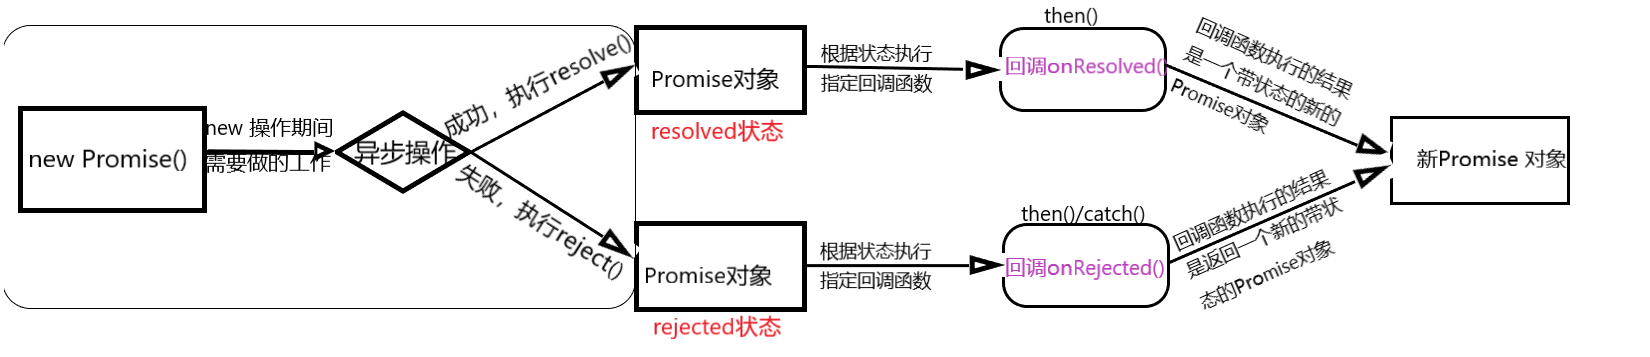 new Promise()
new 操作期间
需要做的工作
异步操作
成功，执行resolve()
失败，执行reject()
Promise对象
resolved状态
Promise对象
rejected状态
根据状态执行
指定回调函数
根据状态执行
指定回调函数
then()
回调onResolved()
then()/catch()
回调onRejected()
回调函数执行的结果
是一个带状态的新的
Promise对象
回调函数执行的结果
是返回一个新的带状
态的Promise对象
新Promise 对象